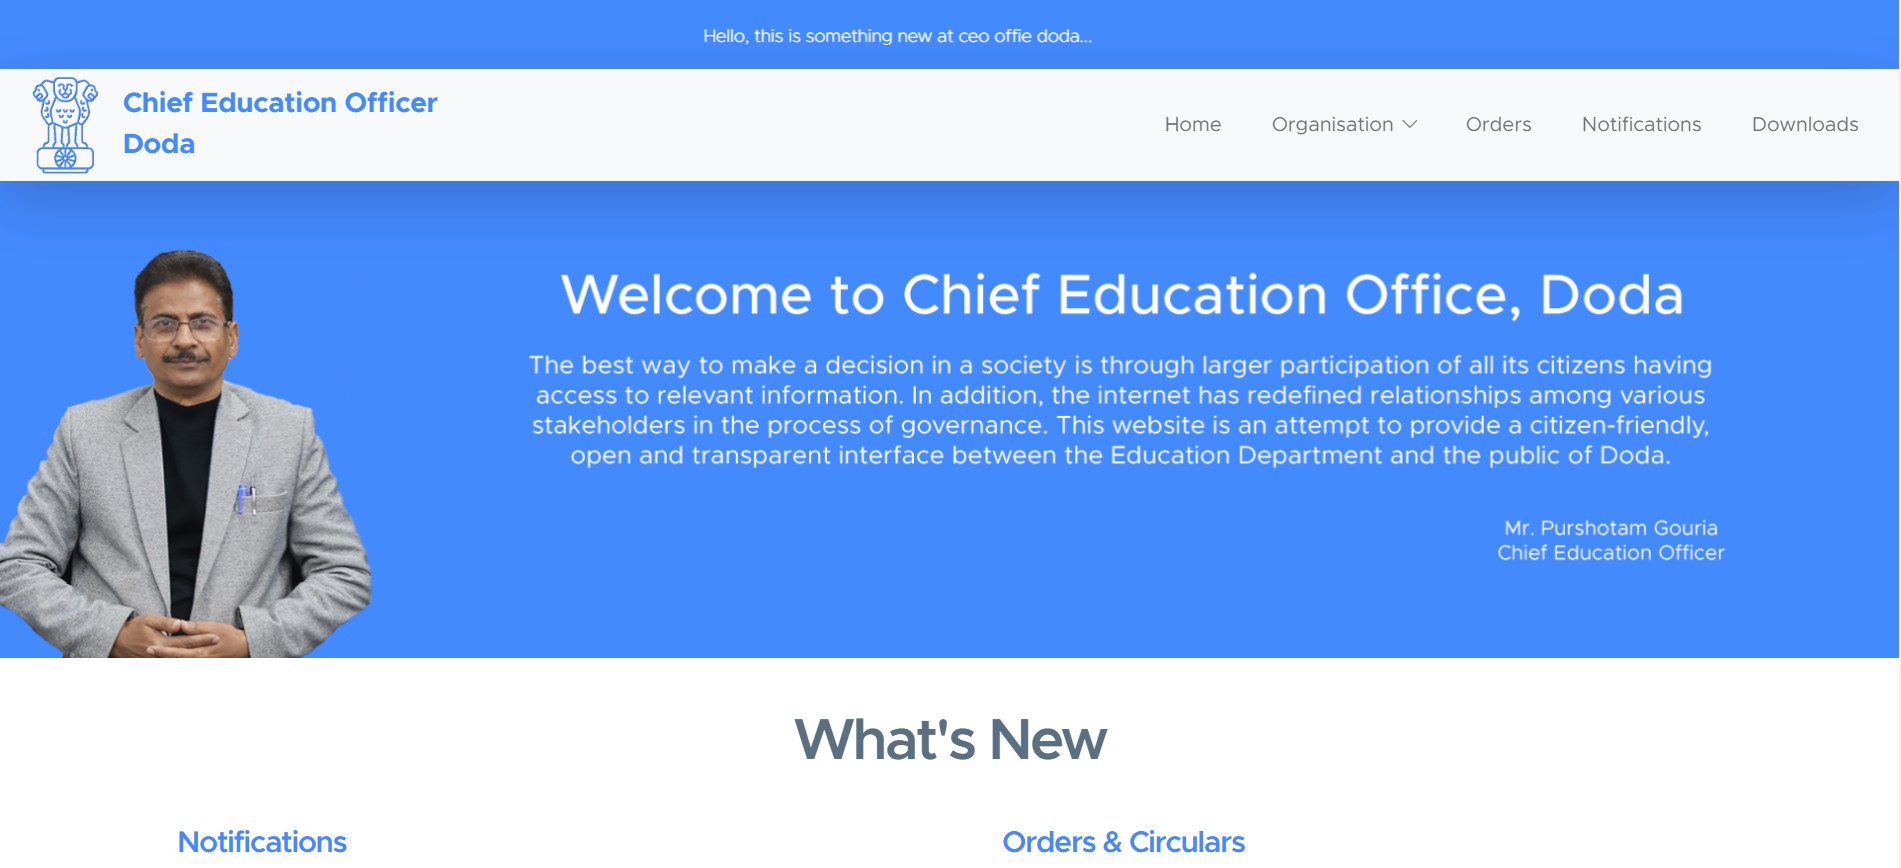 Hello, this is something new at ceo offie doda...
Chief Education Officer
Doda
Home
Organisation
Orders
Notifications
Downloads
Welcome to Chief Education Office, Doda
The best way to make a decision in a society is through larger participation of all its citizens having
access to relevant information. In addition, the internet has redefined relationships among various
stakeholders in the process of governance. This website is an attempt to provide a citizen-friendly,
open and transparent interface between the Education Department and the public of Doda.
Mr. Purshotam Gouria
Chief Education Officer
What's New
Notifications
Orders & Circulars